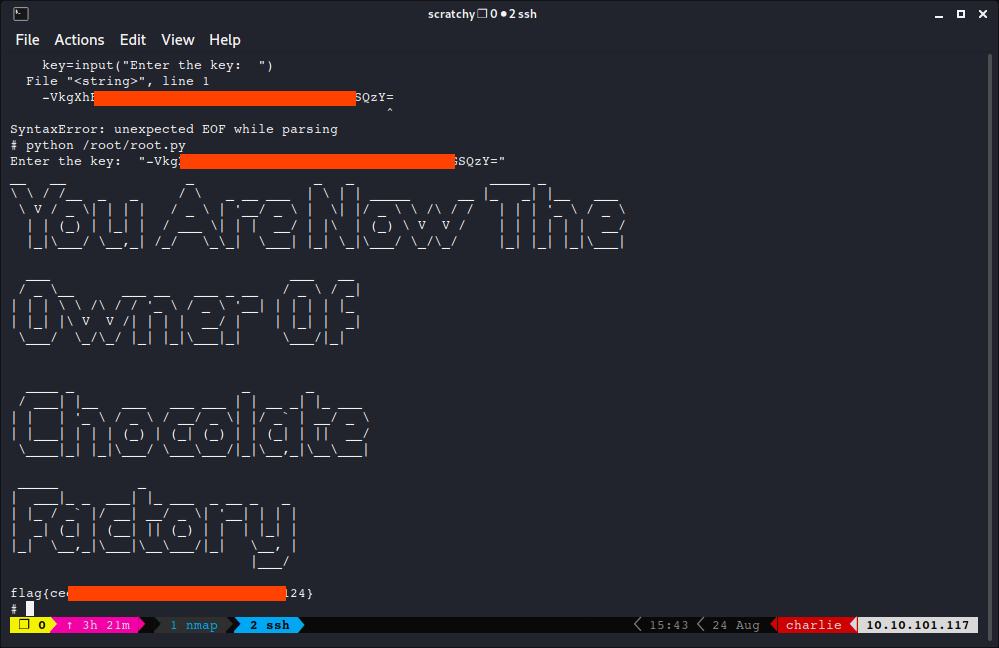 scratchy 0 2 ssh
File Actions Edit View Help
key=input("Enter the key:  ")
File "<string>", line 1
-VkgXh SQzY=
^
SyntaxError: unexpected EOF while parsing
# python /root/root.py
Enter the key:  "-Vkg SQzY="
You Are Now The
Owner Of
Chocolate
Factory
flag{ce 124}
#
0 ↑ 3h 21m 1 nmap 2 ssh 15:43 24 Aug charlie 10.10.101.117